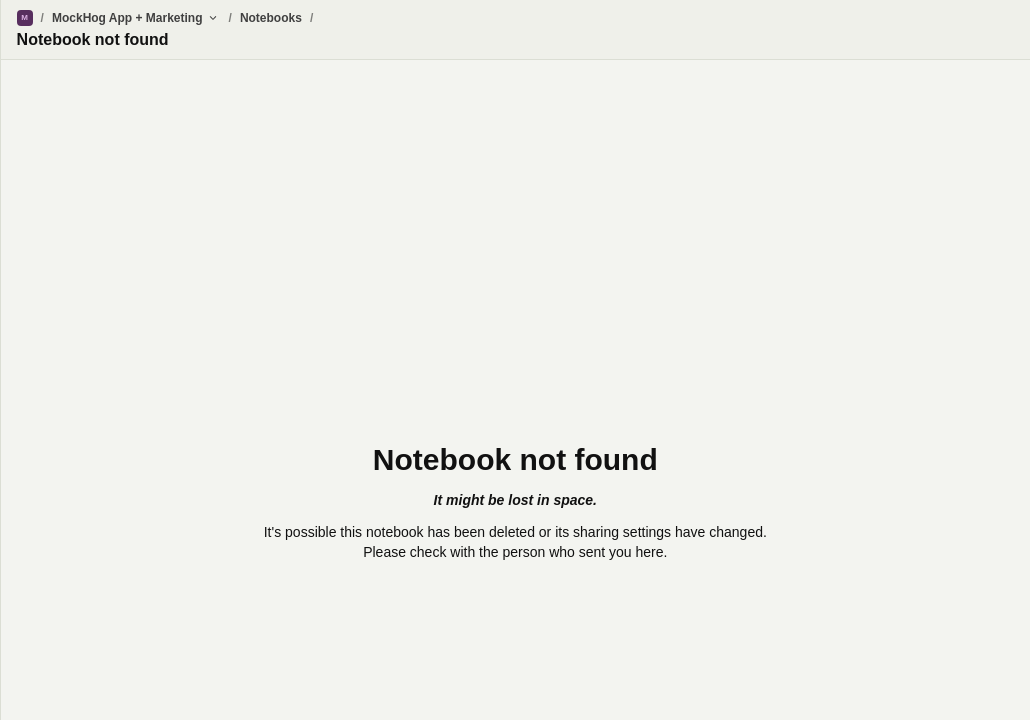 M / MockHog App + Marketing / Notebooks /
Notebook not found
Notebook not found
It might be lost in space.
It's possible this notebook has been deleted or its sharing settings have changed.
Please check with the person who sent you here.